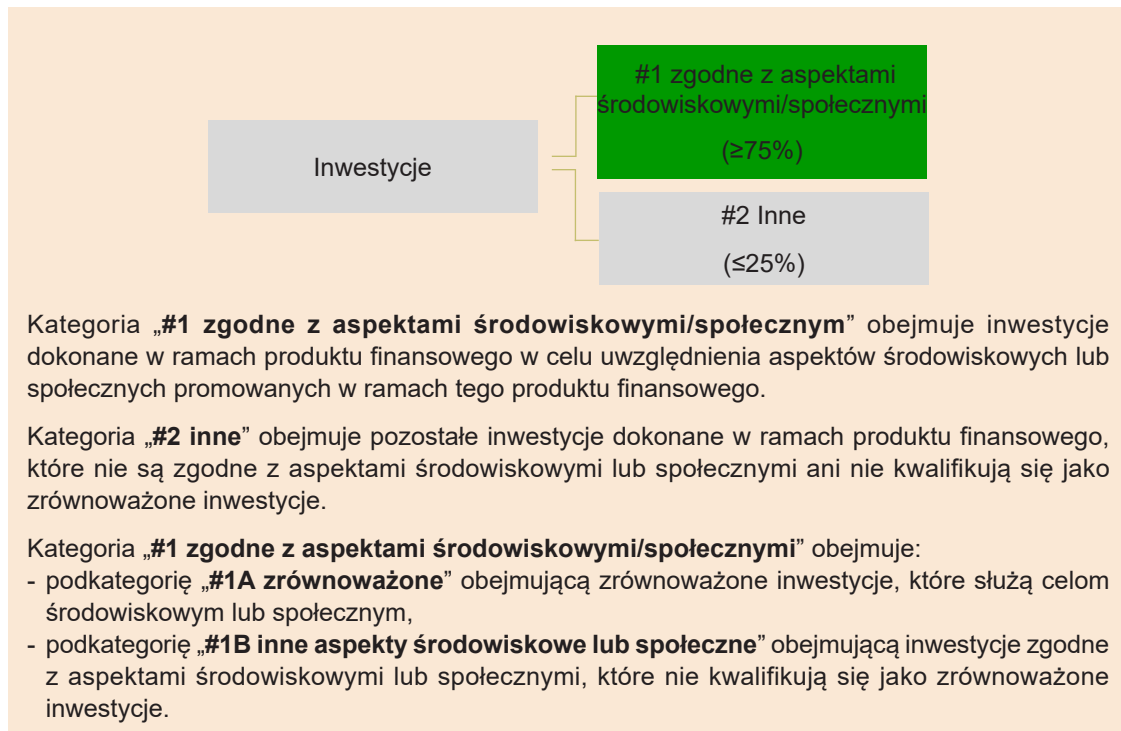 #1 zgodne z aspektami
środowiskowymi/społecznymi
(≥75%)
Inwestycje
#2 Inne
(≤25%)
Kategoria „#1 zgodne z aspektami środowiskowymi/społecznym” obejmuje inwestycje
dokonane w ramach produktu finansowego w celu uwzględnienia aspektów środowiskowych lub
społecznych promowanych w ramach tego produktu finansowego.
Kategoria „#2 inne” obejmuje pozostałe inwestycje dokonane w ramach produktu finansowego,
które nie są zgodne z aspektami środowiskowymi lub społecznymi ani nie kwalifikują się jako
zrównoważone inwestycje.
Kategoria „#1 zgodne z aspektami środowiskowymi/społecznymi” obejmuje:
- podkategorię „#1A zrównoważone” obejmującą zrównoważone inwestycje, które służą celom
środowiskowym lub społecznym,
- podkategorię „#1B inne aspekty środowiskowe lub społeczne” obejmującą inwestycje zgodne
z aspektami środowiskowymi lub społecznymi, które nie kwalifikują się jako zrównoważone
inwestycje.